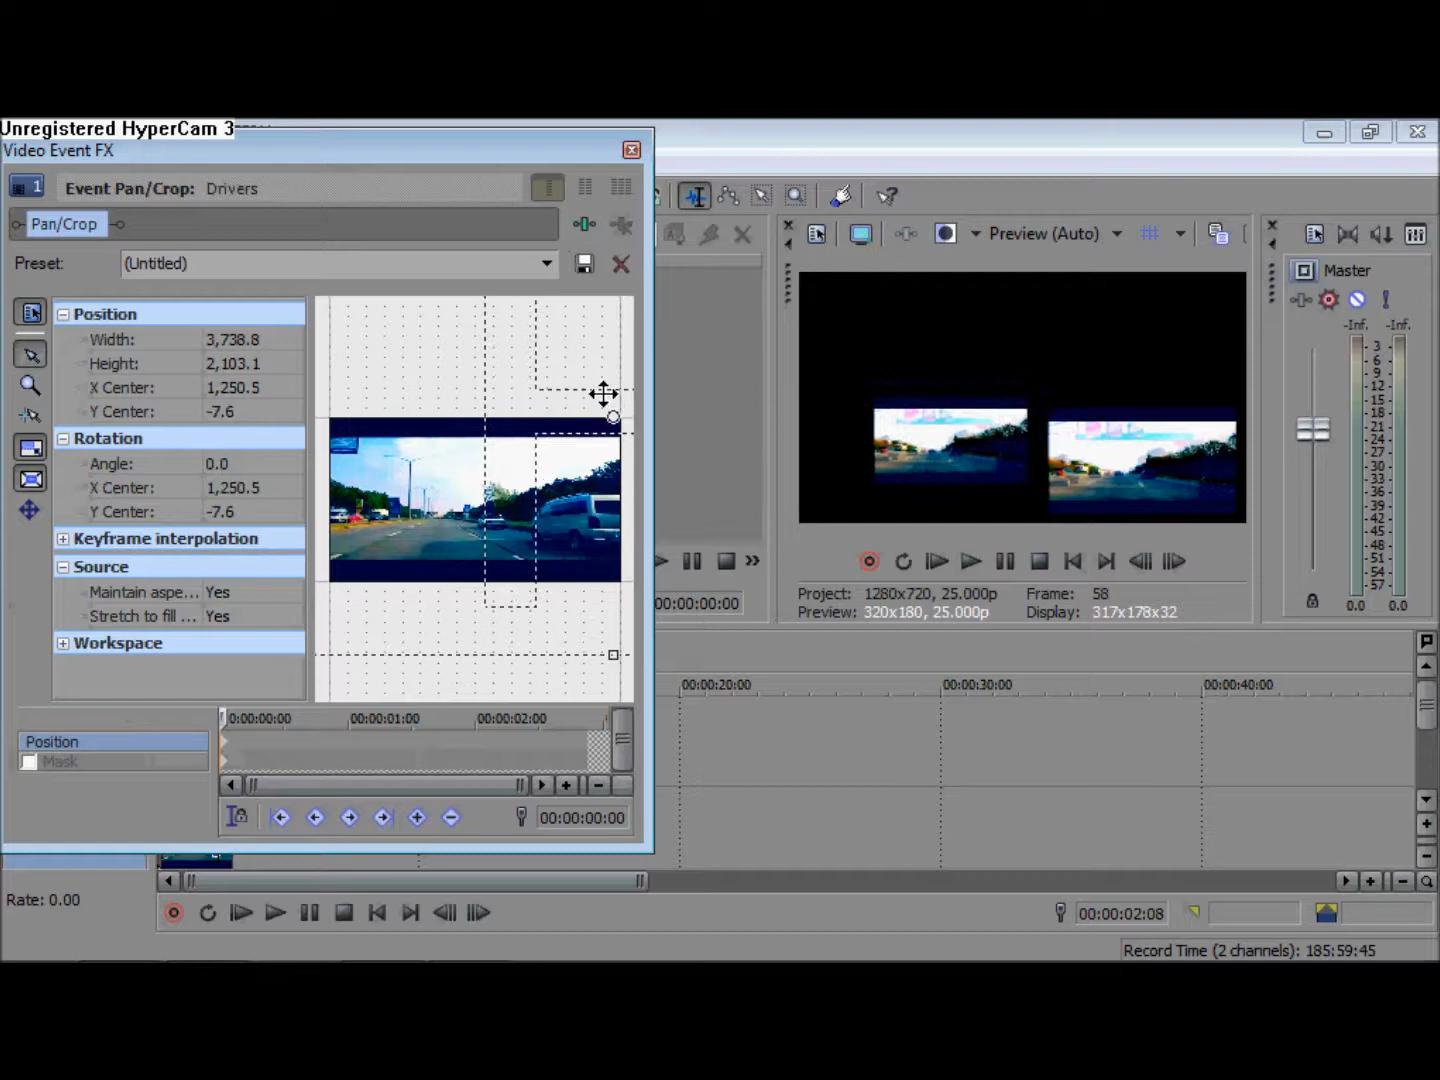 Unregistered HyperCam 3
Video Event FX
1 Event Pan/Crop: Drivers
Pan/Crop
Preset: (Untitled)
Position
Width: 3,738.8
Height: 2,103.1
X Center: 1,250.5
Y Center: -7.6
Rotation
Angle: 0.0
X Center: 1,250.5
Y Center: -7.6
Keyframe interpolation
Source
Maintain aspe... Yes
Stretch to fill ... Yes
Workspace
0:00:00:00 00:00:01:00 00:00:02:00
Position
Mask
00:00:00:00
Preview (Auto)
Master
-Inf. -Inf.
3
6
9
12
15
18
21
24
27
30
33
36
39
42
45
48
51
54
57
0.0 0.0
00:00:00:00
Project: 1280x720, 25.000p Frame: 58
Preview: 320x180, 25.000p Display: 317x178x32
00:00:20:00 00:00:30:00 00:00:40:00
Rate: 0.00
00:00:02:08
Record Time (2 channels): 185:59:45